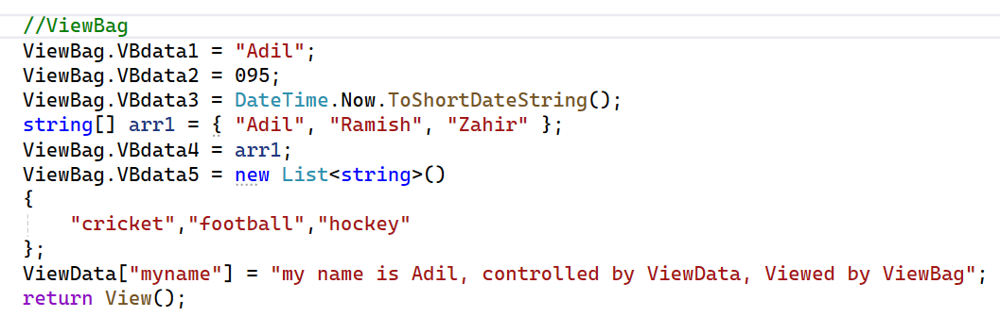 //ViewBag
ViewBag.VBdata1 = "Adil";
ViewBag.VBdata2 = 095;
ViewBag.VBdata3 = DateTime.Now.ToShortDateString();
string[] arr1 = { "Adil", "Ramish", "Zahir" };
ViewBag.VBdata4 = arr1;
ViewBag.VBdata5 = new List<string>()
{
    "cricket","football","hockey"
};
ViewData["myname"] = "my name is Adil, controlled by ViewData, Viewed by ViewBag";
return View();